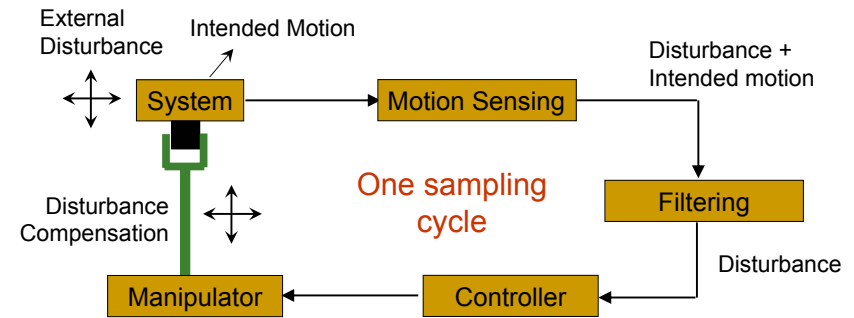 External
Disturbance
Intended Motion
Disturbance +
Intended motion
System
Motion Sensing
One sampling
cycle
Filtering
Disturbance
Compensation
Disturbance
Manipulator
Controller